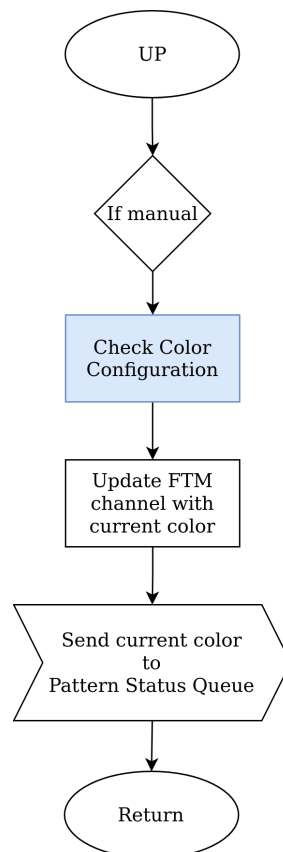 UP
If manual
Check Color
Configuration
Update FTM
channel with
current color
Send current color
to
Pattern Status Queue
Return